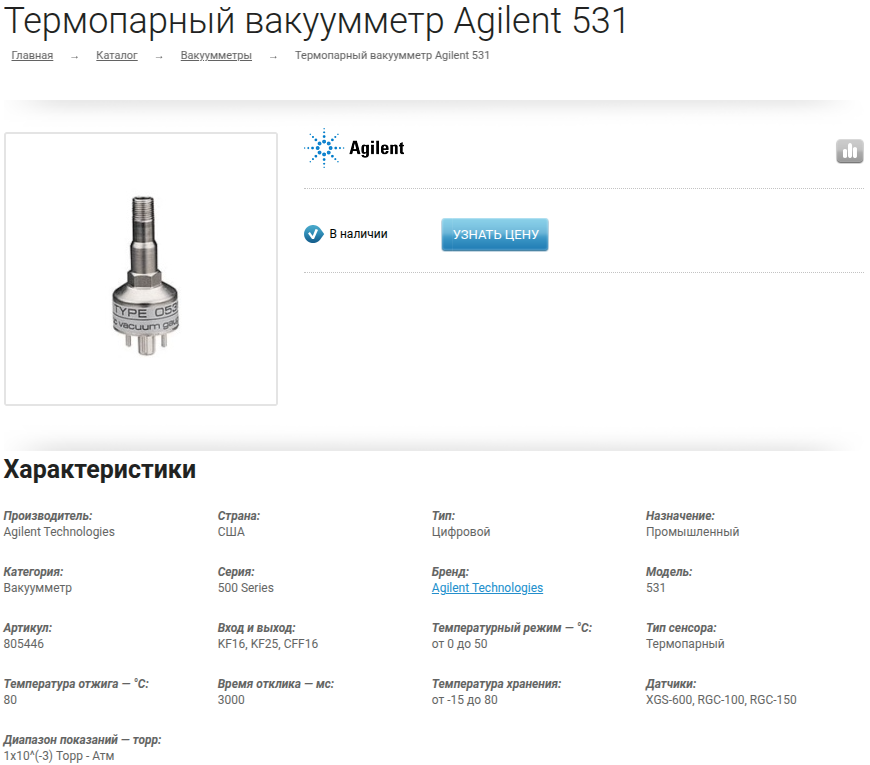 Термопарный вакуумметр Agilent 531
Главная → Каталог → Вакуумметры → Термопарный вакуумметр Agilent 531
Agilent
В наличии
УЗНАТЬ ЦЕНУ
TYPE 053
vacuum
Характеристики
Производитель: Страна: Тип: Назначение:
Agilent Technologies США Цифровой Промышленный
Категория: Серия: Бренд: Модель:
Вакуумметр 500 Series Agilent Technologies 531
Артикул: Вход и выход: Температурный режим — °С: Тип сенсора:
805446 KF16, KF25, CFF16 от 0 до 50 Термопарный
Температура отжига — °С: Время отклика — мс: Температура хранения: Датчики:
80 3000 от -15 до 80 XGS-600, RGC-100, RGC-150
Диапазон показаний — торр:
1x10^(-3) Торр - Атм